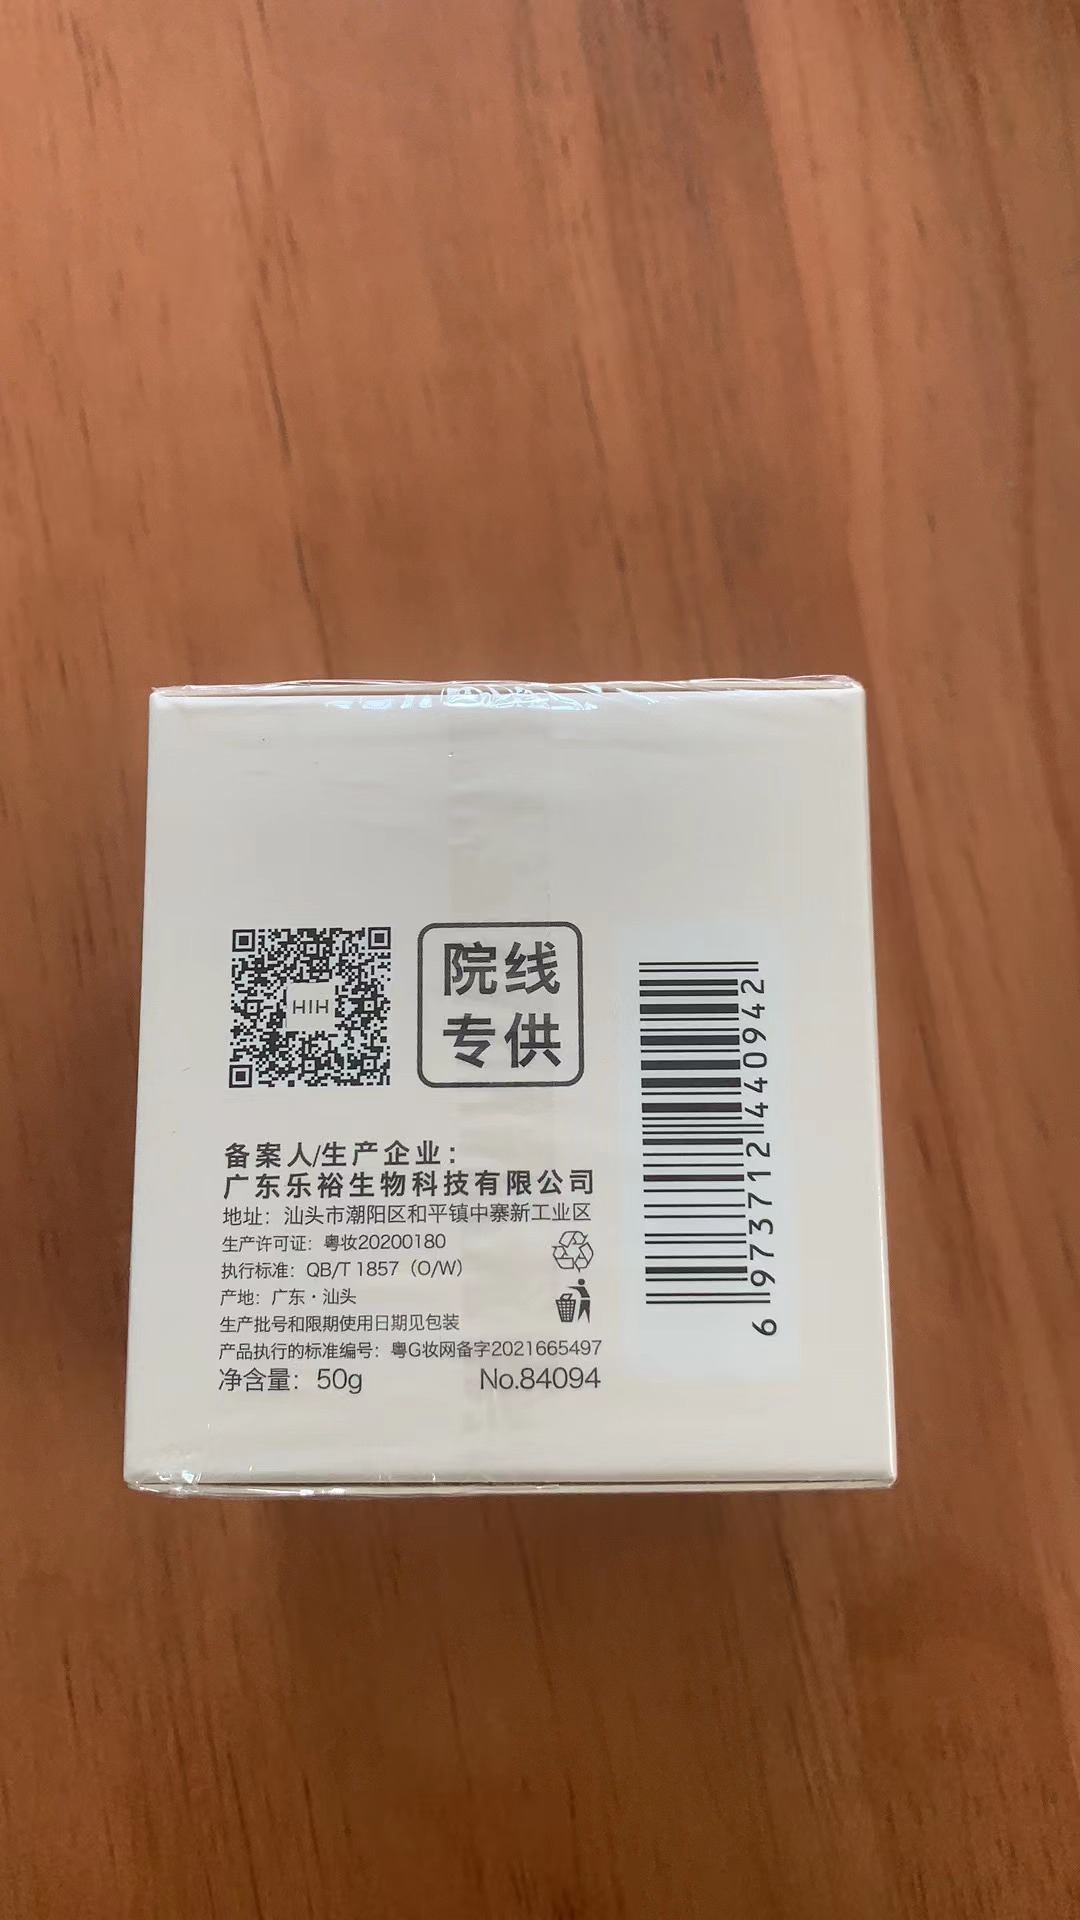 HIH
院线
专供
备案人/生产企业：
广东乐裕生物科技有限公司
地址：汕头市潮阳区和平镇中寨新工业区
生产许可证：粤妆20200180
执行标准：QB/T 1857（O/W）
产地：广东·汕头
生产批号和限期使用日期见包装
产品执行的标准编号：粤G妆网备字2021665497
净含量：50g No.84094
6 973712 440942